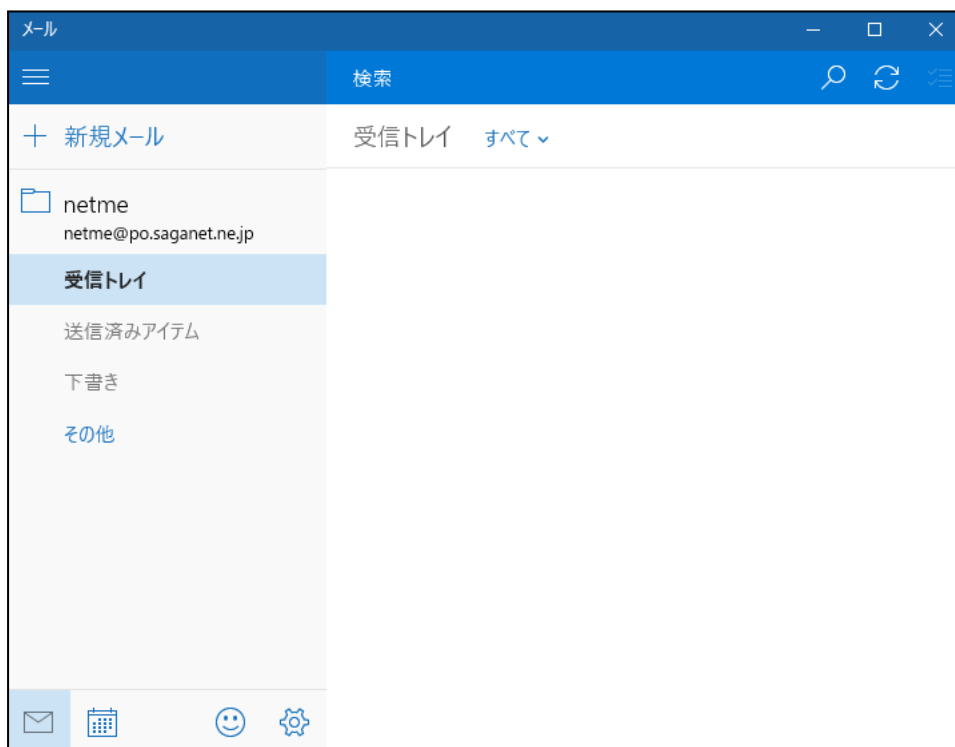 メール
検索
新規メール
受信トレイ すべて
netme
netme@po.saganet.ne.jp
受信トレイ
送信済みアイテム
下書き
その他